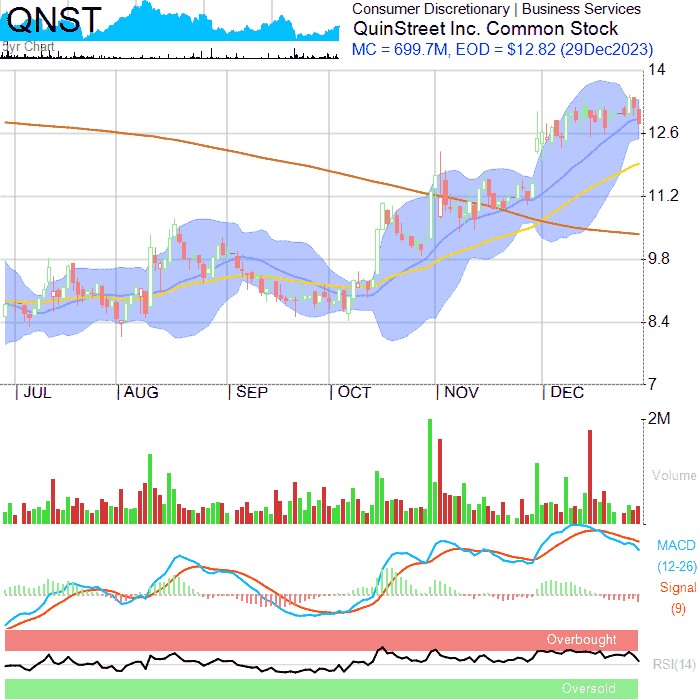 QNST
5yr Chart
Consumer Discretionary | Business Services
QuinStreet Inc. Common Stock
MC = 699.7M, EOD = $12.82 (29Dec2023)
14
12.6
11.2
9.8
8.4
7
JUL AUG SEP OCT NOV DEC
2M
Volume
MACD
(12-26)
Signal
(9)
Overbought
RSI(14)
Oversold